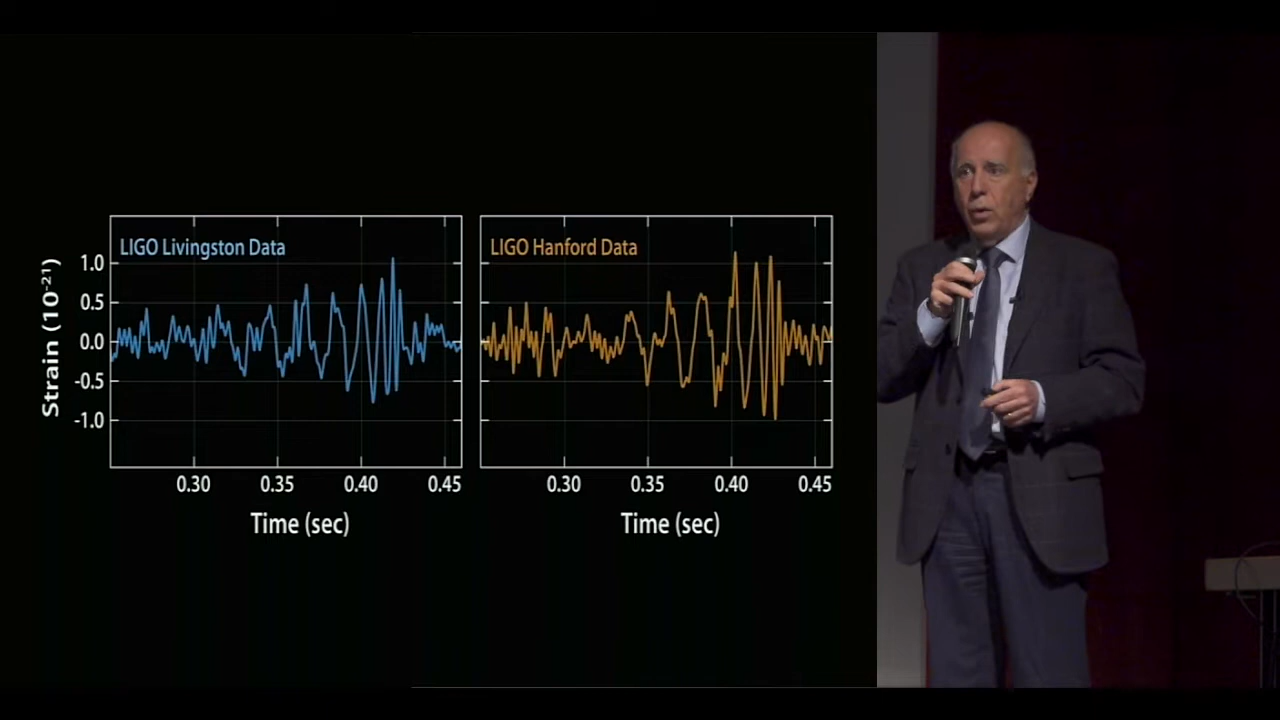 LIGO Livingston Data
LIGO Hanford Data
Strain (10⁻²¹)
1.0
0.5
0.0
-0.5
-1.0
0.30 0.35 0.40 0.45
0.30 0.35 0.40 0.45
Time (sec)
Time (sec)